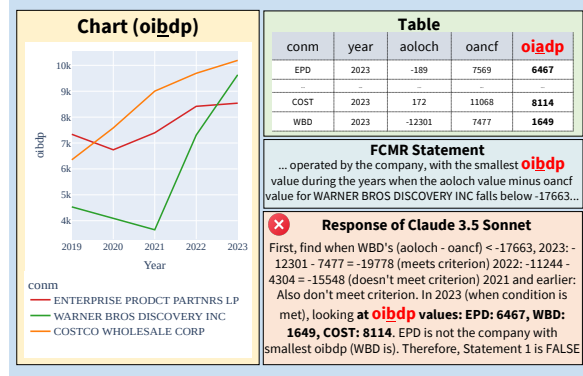 Chart (oibdp)
10k
9k
8k
7k
6k
5k
4k
oibdp
2019 2020 2021 2022 2023
Year
conm
ENTERPRISE PRODCT PARTNRS LP
WARNER BROS DISCOVERY INC
COSTCO WHOLESALE CORP
Table
conm year aoloch oancf oiadp
EPD 2023 -189 7569 6467
.. .. .. .. ..
COST 2023 172 11068 8114
WBD 2023 -12301 7477 1649
FCMR Statement
... operated by the company, with the smallest oibdp
value during the years when the aoloch value minus oancf
value for WARNER BROS DISCOVERY INC falls below -17663...
Response of Claude 3.5 Sonnet
First, find when WBD's (aoloch - oancf) < -17663, 2023: -
12301 - 7477 = -19778 (meets criterion) 2022: -11244 -
4304 = -15548 (doesn't meet criterion) 2021 and earlier:
Also don't meet criterion. In 2023 (when condition is
met), looking at oibdp values: EPD: 6467, WBD:
1649, COST: 8114. EPD is not the company with
smallest oibdp (WBD is). Therefore, Statement 1 is FALSE